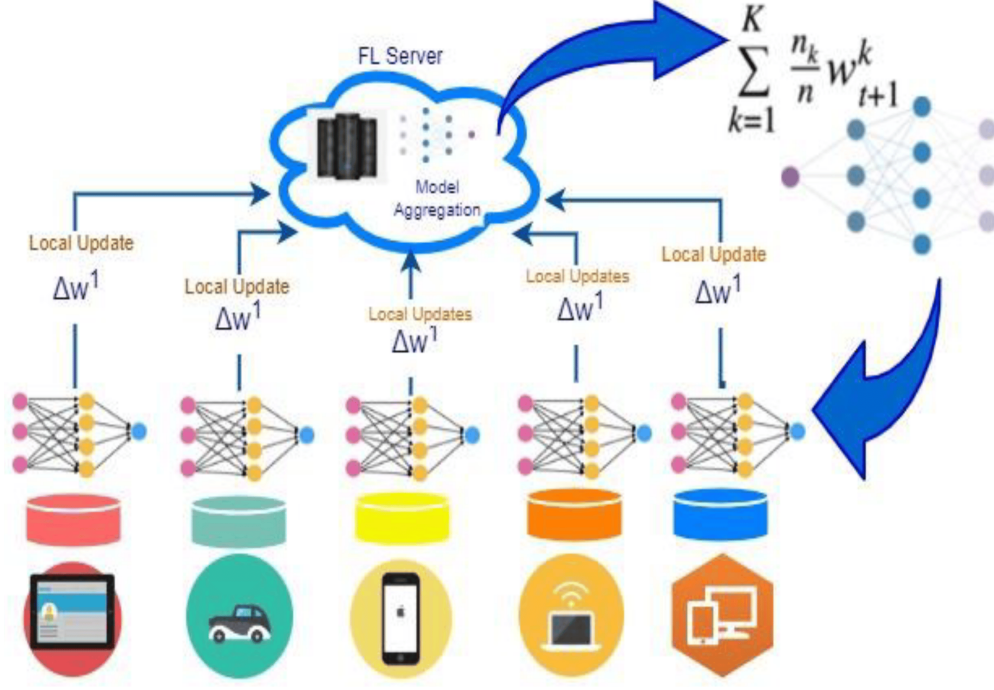 FL Server
Model
Aggregation
K
∑ n_k/n w^k_{t+1}
k=1
Local Update
Δw¹
Local Update
Δw¹
Local Updates
Δw¹
Local Updates
Δw¹
Local Update
Δw¹